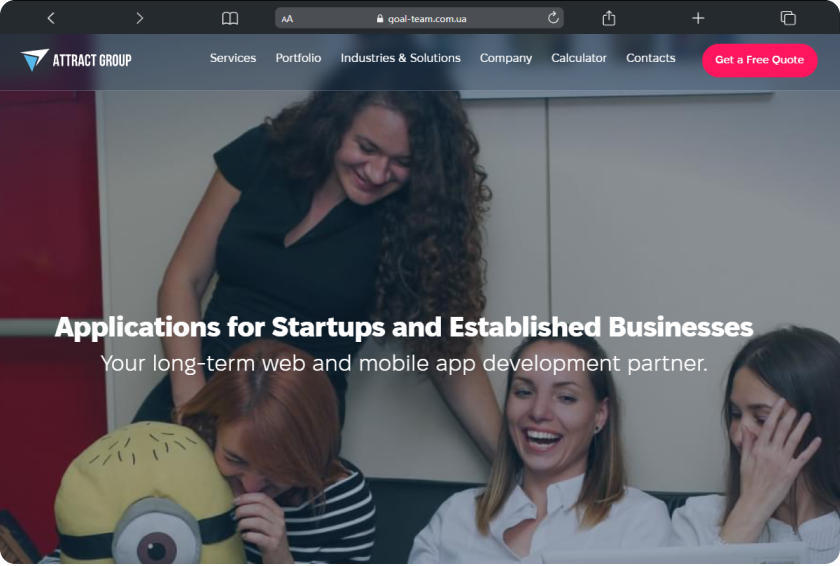 AA
qoal-team.com.ua
ATTRACT GROUP
Services Portfolio Industries & Solutions Company Calculator Contacts Get a Free Quote
Applications for Startups and Established Businesses
Your long-term web and mobile app development partner.